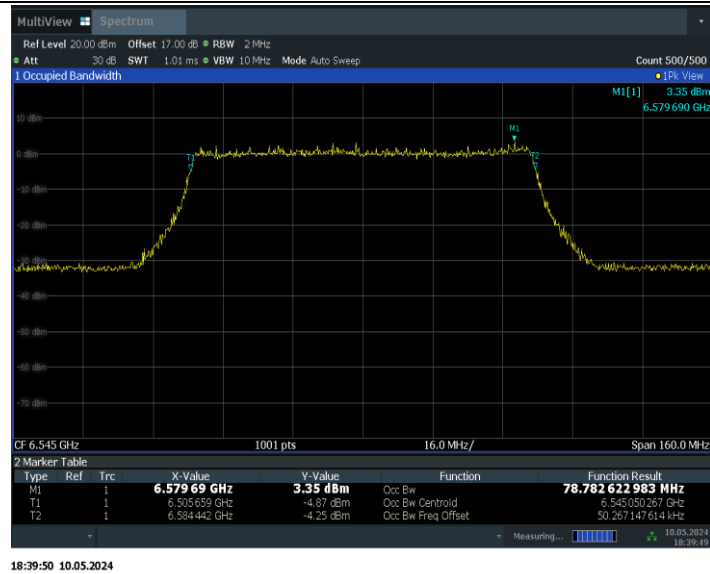 MultiView Spectrum
Ref Level 20.00 dBm Offset 17.00 dB RBW 2 MHz
Att 30 dB SWT 1.01 ms VBW 10 MHz Mode Auto Sweep Count 500/500
1 Occupied Bandwidth 1Pk View
M1[1] 3.35 dBm
6.579 690 GHz
10 dBm
M1
0 dBm
T1
T2
-10 dBm
-20 dBm
-30 dBm
-40 dBm
-50 dBm
-60 dBm
-70 dBm
CF 6.545 GHz 1001 pts 16.0 MHz/ Span 160.0 MHz
2 Marker Table
Type Ref Trc X-Value Y-Value Function Function Result
M1 1 6.579 69 GHz 3.35 dBm Occ Bw 78.782 622 983 MHz
T1 1 6.505 659 GHz -4.87 dBm Occ Bw Centroid 6.545 050 267 GHz
T2 1 6.584 442 GHz -4.25 dBm Occ Bw Freq Offset 50.267 147 614 kHz
Measuring... 10.05.2024
18:39:49
18:39:50 10.05.2024